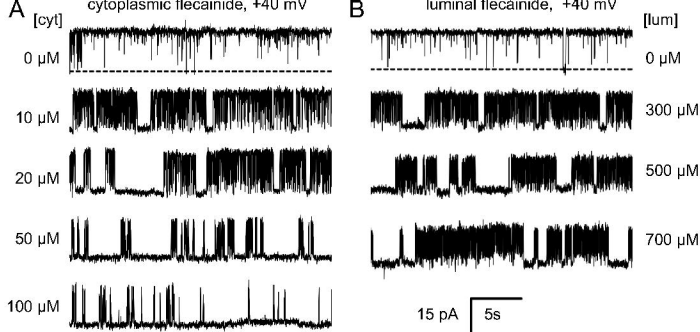 A
cytoplasmic flecainide, +40 mV
[cyt]
0 µM
10 µM
20 µM
50 µM
100 µM
B
luminal flecainide, +40 mV
[lum]
0 µM
300 µM
500 µM
700 µM
15 pA
5s